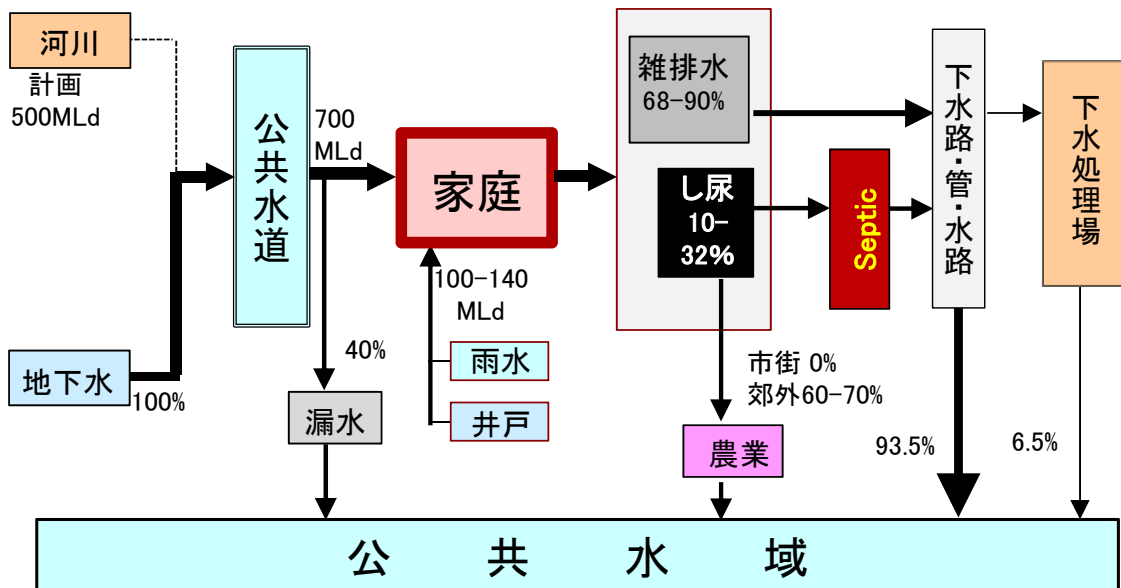 河川
計画
500MLd
公共水道
700
MLd
家庭
雑排水
68-90%
し尿
10-
32%
Septic
下水路・管・水路
下水処理場
100-140
MLd
40%
地下水
100%
雨水
漏水
井戸
市街 0%
郊外60-70%
農業
93.5%
6.5%
公共水域